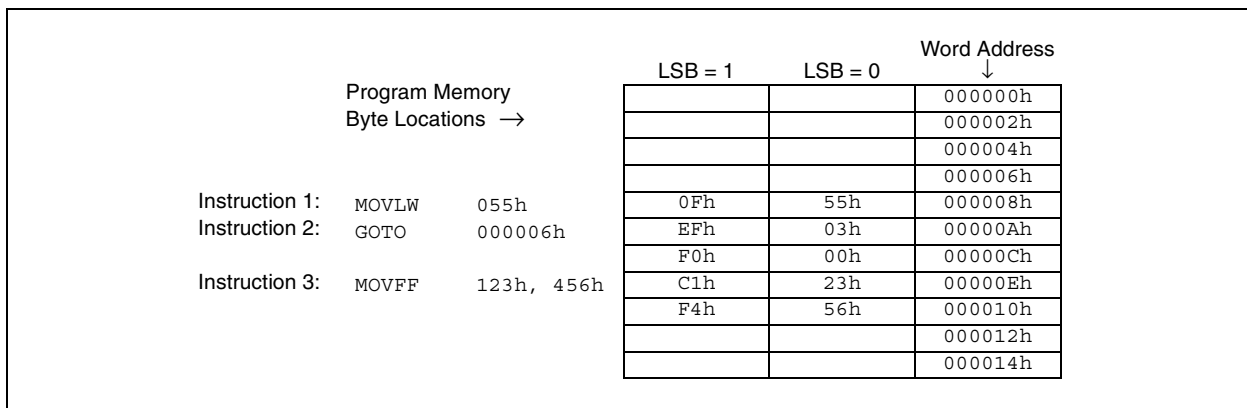 Word Address
LSB = 1 LSB = 0 ↓
Program Memory 000000h
Byte Locations → 000002h
000004h
000006h
Instruction 1: MOVLW 055h 0Fh 55h 000008h
Instruction 2: GOTO 000006h EFh 03h 00000Ah
F0h 00h 00000Ch
Instruction 3: MOVFF 123h, 456h C1h 23h 00000Eh
F4h 56h 000010h
000012h
000014h